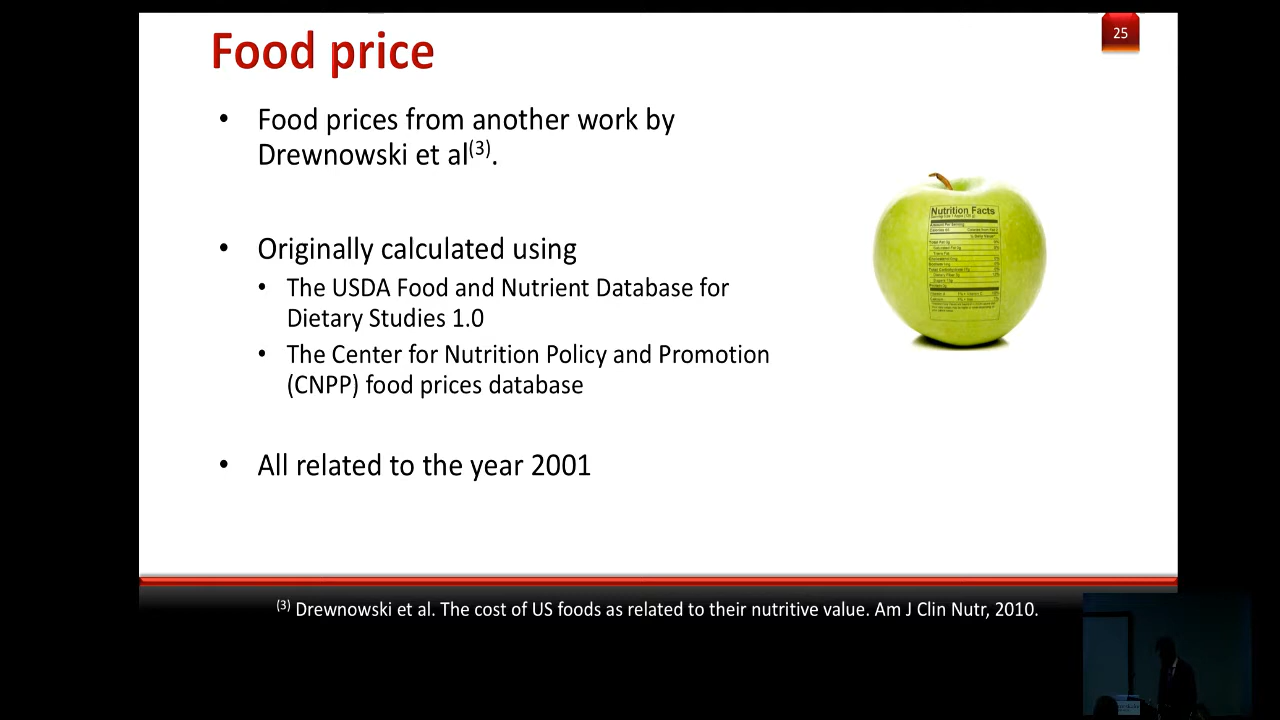 Food price
25
• Food prices from another work by
Drewnowski et al(3).
• Originally calculated using
• The USDA Food and Nutrient Database for
Dietary Studies 1.0
• The Center for Nutrition Policy and Promotion
(CNPP) food prices database
• All related to the year 2001
Nutrition Facts
(3) Drewnowski et al. The cost of US foods as related to their nutritive value. Am J Clin Nutr, 2010.